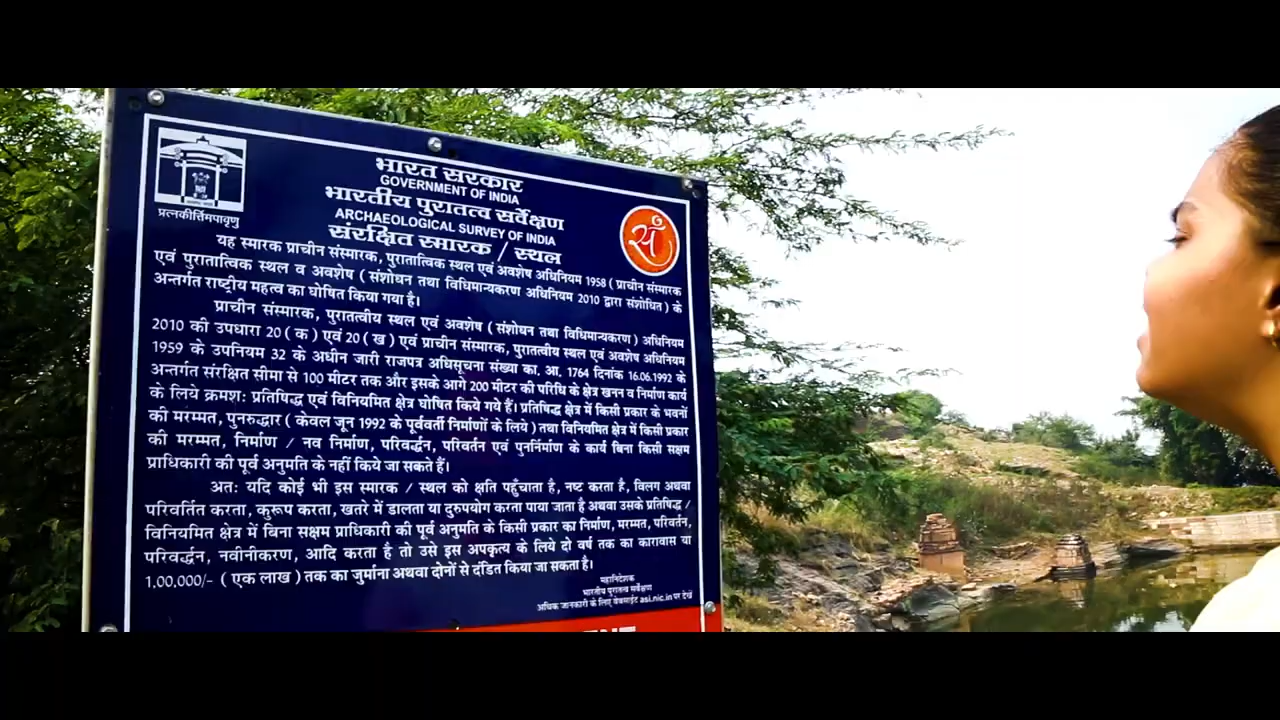 भारत सरकार
GOVERNMENT OF INDIA
भारतीय पुरातत्व सर्वेक्षण
ARCHAEOLOGICAL SURVEY OF INDIA
संरक्षित स्मारक / स्थल
प्रत्नकीर्त्तिमपावृणु
सँ
यह स्मारक प्राचीन संस्मारक, पुरातात्विक स्थल एवं अवशेष अधिनियम 1958 ( प्राचीन संस्मारक
एवं पुरातात्विक स्थल व अवशेष ( संशोधन तथा विधिमान्यकरण अधिनियम 2010 द्वारा संशोधित ) के
अन्तर्गत राष्ट्रीय महत्व का घोषित किया गया है।
प्राचीन संस्मारक, पुरातत्वीय स्थल एवं अवशेष ( संशोधन तथा विधिमान्यकरण ) अधिनियम
2010 की उपधारा 20 ( क ) एवं 20 ( ख ) एवं प्राचीन संस्मारक, पुरातत्वीय स्थल एवं अवशेष अधिनियम
1959 के उपनियम 32 के अधीन जारी राजपत्र अधिसूचना संख्या का. आ. 1764 दिनांक 16.06.1992 के
अन्तर्गत संरक्षित सीमा से 100 मीटर तक और इसके आगे 200 मीटर की परिधि के क्षेत्र खनन व निर्माण कार्य
के लिये क्रमशः प्रतिषिद्ध एवं विनियमित क्षेत्र घोषित किये गये हैं। प्रतिषिद्ध क्षेत्र में किसी प्रकार के भवनों
की मरम्मत, पुनरुद्धार ( केवल जून 1992 के पूर्ववर्ती निर्माणों के लिये ) तथा विनियमित क्षेत्र में किसी प्रकार
की मरम्मत, निर्माण / नव निर्माण, परिवर्द्धन, परिवर्तन एवं पुनर्निर्माण के कार्य बिना किसी सक्षम
प्राधिकारी की पूर्व अनुमति के नहीं किये जा सकते हैं।
अतः यदि कोई भी इस स्मारक / स्थल को क्षति पहुँचाता है, नष्ट करता है, विलग अथवा
परिवर्तित करता, कुरूप करता, खतरे में डालता या दुरुपयोग करता पाया जाता है अथवा उसके प्रतिषिद्ध /
विनियमित क्षेत्र में बिना सक्षम प्राधिकारी की पूर्व अनुमति के किसी प्रकार का निर्माण, मरम्मत, परिवर्तन,
परिवर्द्धन, नवीनीकरण, आदि करता है तो उसे इस अपकृत्य के लिये दो वर्ष तक का कारावास या
1,00,000/- ( एक लाख ) तक का जुर्माना अथवा दोनों से दंडित किया जा सकता है।
महानिदेशक
भारतीय पुरातत्व सर्वेक्षण
अधिक जानकारी के लिए वेबसाईट asi.nic.in पर देखें